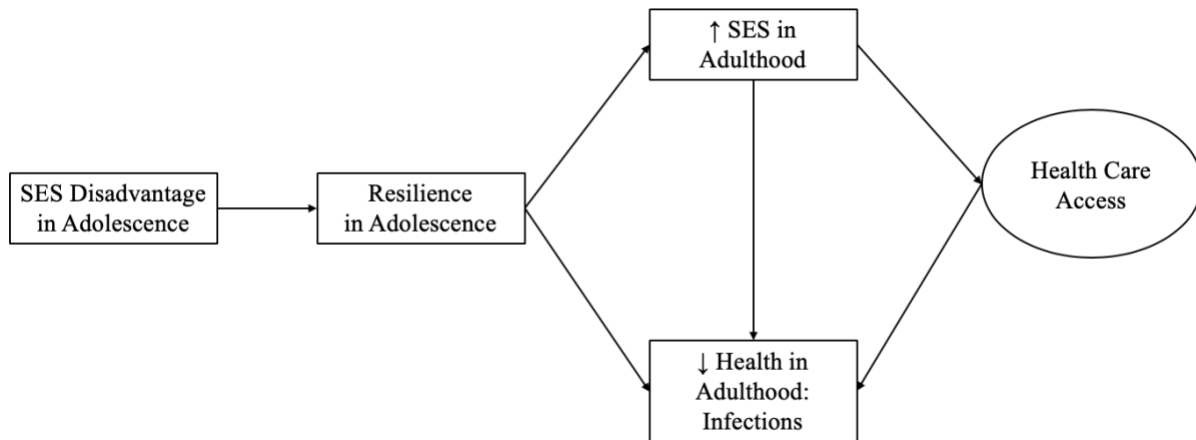 ↑ SES in
Adulthood
SES Disadvantage
in Adolescence
Resilience
in Adolescence
Health Care
Access
↓ Health in
Adulthood:
Infections